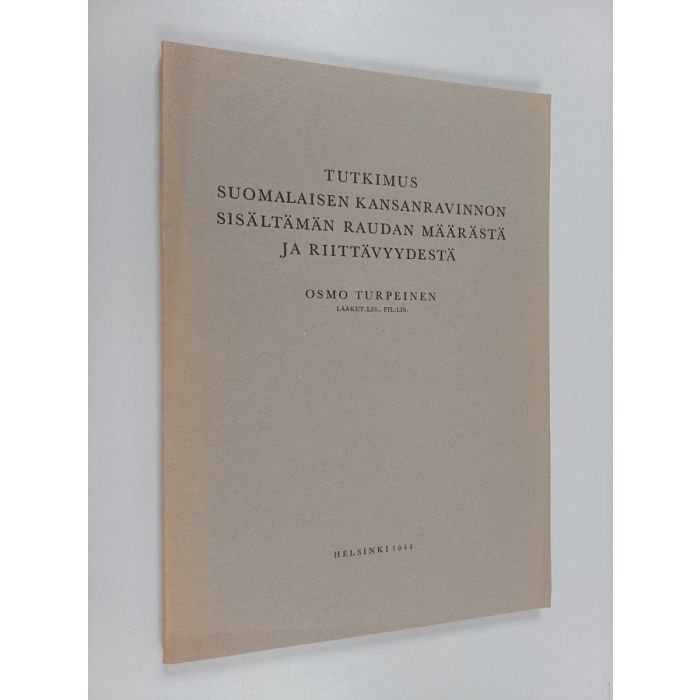 TUTKIMUS
SUOMALAISEN KANSANRAVINNON
SISÄLTÄMÄN RAUDAN MÄÄRÄSTÄ
JA RIITTÄVYYDESTÄ
OSMO TURPEINEN
LÄÄKET.LIS., FIL.LIS.
HELSINKI 1944